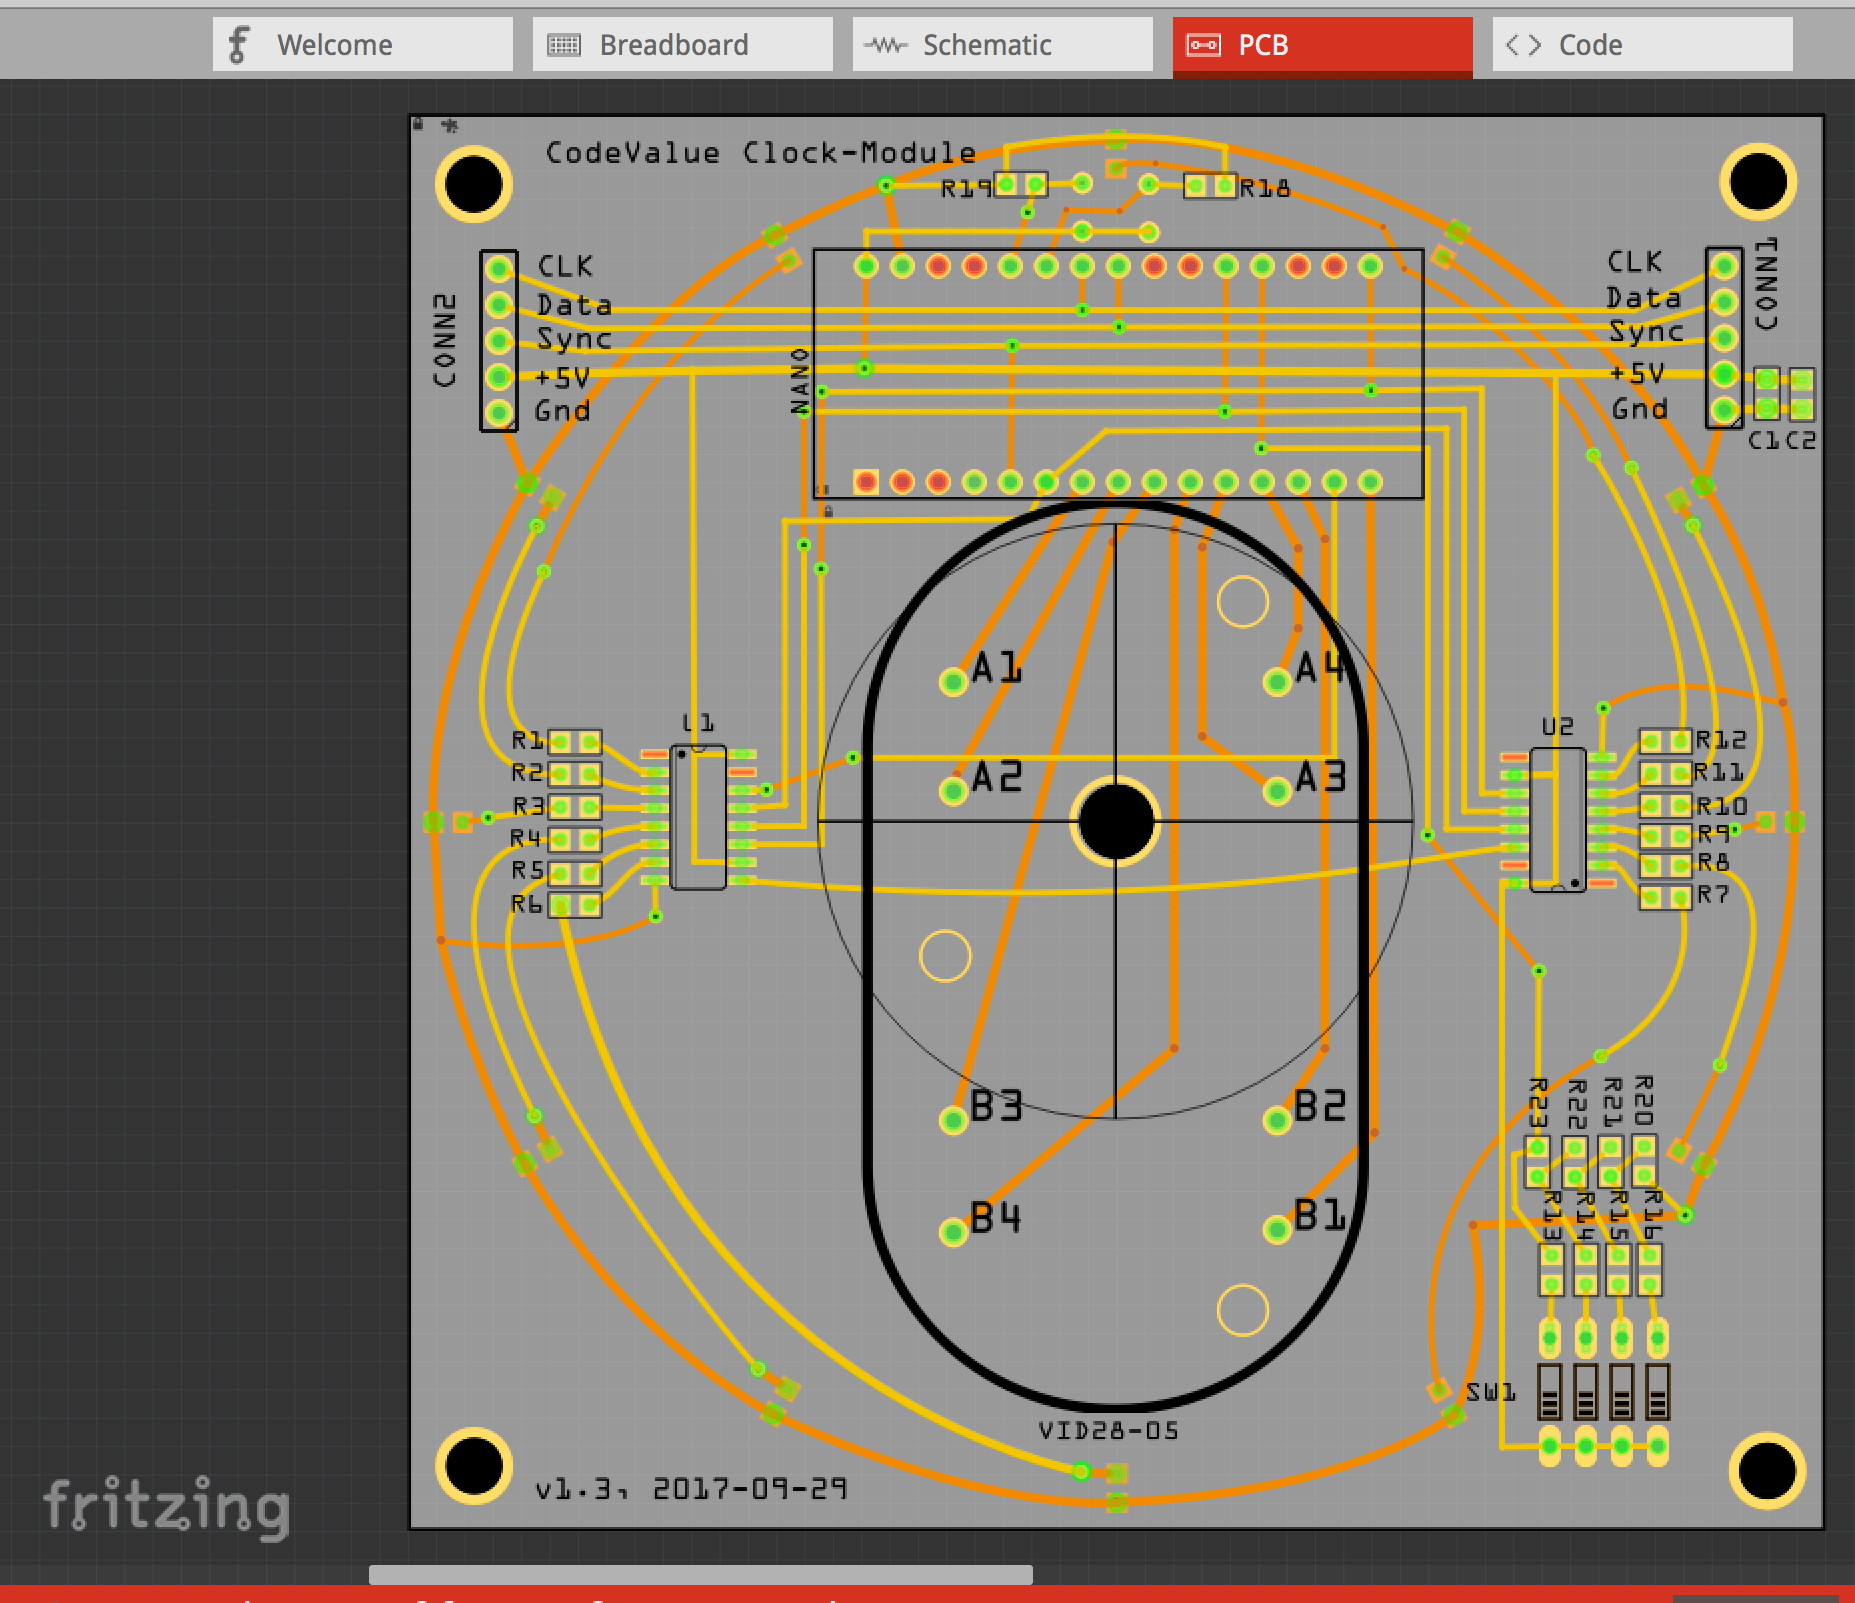 Welcome
Breadboard
Schematic
PCB
Code
CodeValue Clock-Module
R19
R18
CONN2
CLK
Data
Sync
+5V
Gnd
NANO
CLK
Data
Sync
+5V
Gnd
CONN1
C1
C2
A1
A4
A2
A3
R1
R2
R3
R4
R5
R6
U2
R12
R11
R10
R9
R8
R7
B3
B2
B4
B1
R23
R22
R21
R20
R13
R14
R15
R16
SW1
VID28-05
v1.3, 2017-09-29
fritzing